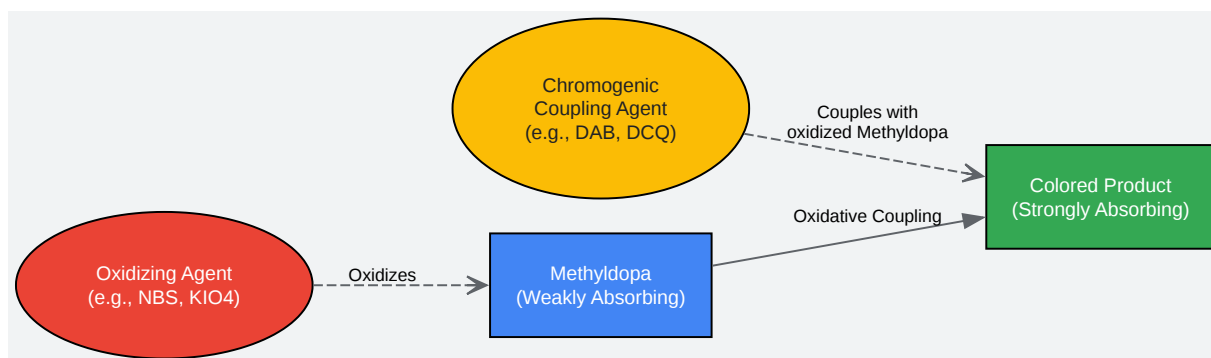 Chromogenic
Coupling Agent
(e.g., DAB, DCQ)
Couples with
oxidized Methyldopa
Colored Product
(Strongly Absorbing)
Oxidative Coupling
Oxidizing Agent
(e.g., NBS, KIO4)
Oxidizes
Methyldopa
(Weakly Absorbing)